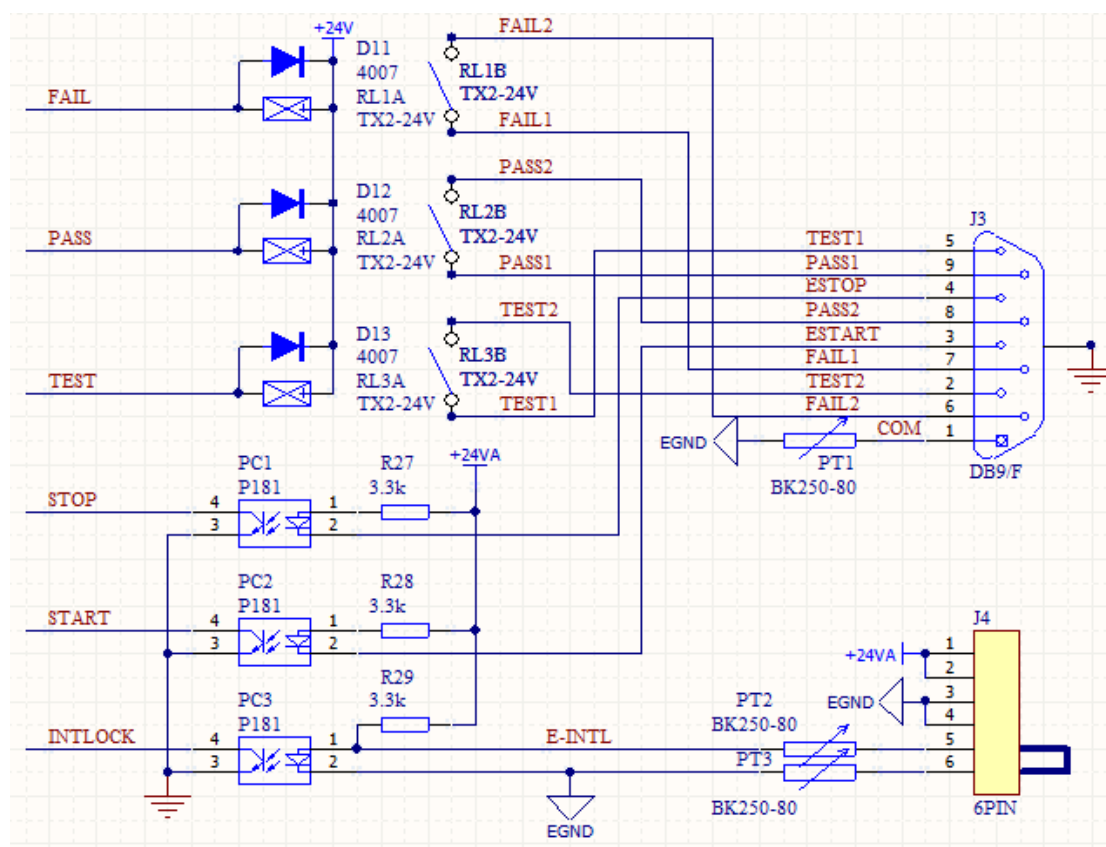 +24V
FAIL
D11
4007
RL1A
TX2-24V
FAIL2
RL1B
TX2-24V
FAIL1
PASS
D12
4007
RL2A
TX2-24V
PASS2
RL2B
TX2-24V
PASS1
TEST
D13
4007
RL3A
TX2-24V
TEST2
RL3B
TX2-24V
TEST1
J3
TEST1 5
PASS1 9
ESTOP 4
PASS2 8
ESTART 3
FAIL1 7
TEST2 2
FAIL2 6
COM 1
EGND
PT1
BK250-80
DB9/F
+24VA
STOP
PC1
P181
4 1
3 2
R27
3.3k
START
PC2
P181
4 1
3 2
R28
3.3k
INTLOCK
PC3
P181
4 1
3 2
R29
3.3k
E-INTL
EGND
J4
+24VA
1
2
EGND
3
4
5
6
PT2
BK250-80
PT3
BK250-80
6PIN